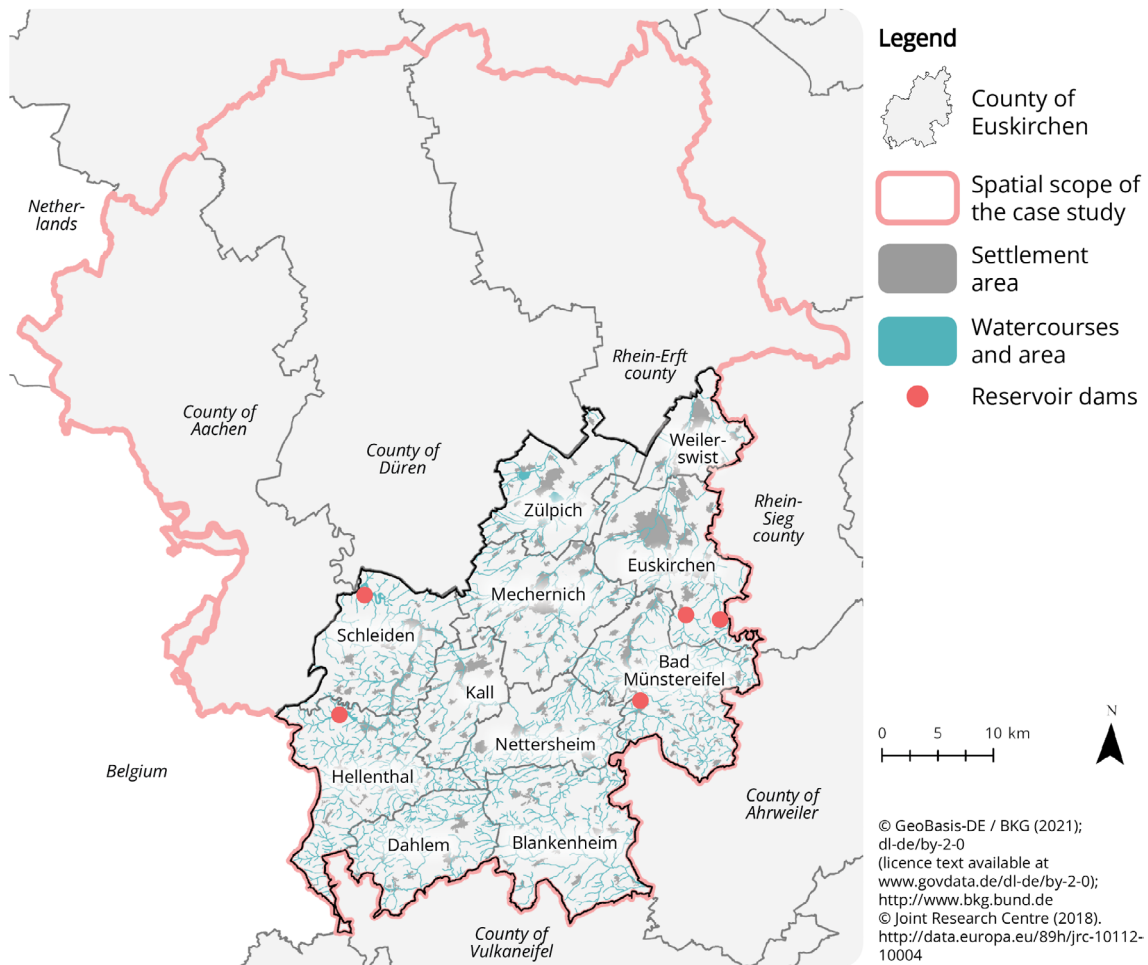 Nether-
lands
County of
Aachen
County of
Düren
Rhein-Erft
county
Weiler-
swist
Zülpich
Rhein-
Sieg
county
Euskirchen
Mechernich
Schleiden
Bad
Münstereifel
Kall
Nettersheim
Belgium
Hellenthal
County of
Ahrweiler
Dahlem
Blankenheim
County of
Vulkaneifel
Legend
County of
Euskirchen
Spatial scope of
the case study
Settlement
area
Watercourses
and area
Reservoir dams
N
0 5 10 km
© GeoBasis-DE / BKG (2021);
dl-de/by-2-0
(licence text available at
www.govdata.de/dl-de/by-2-0);
http://www.bkg.bund.de
© Joint Research Centre (2018).
http://data.europa.eu/89h/jrc-10112-
10004